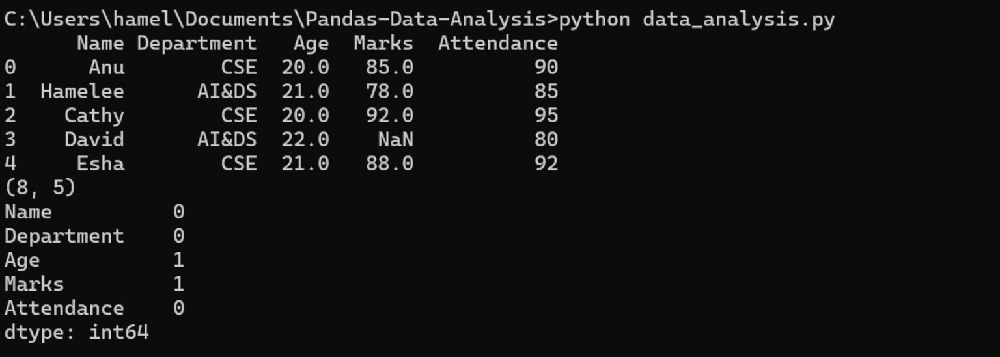 C:\Users\hamel\Documents\Pandas-Data-Analysis>python data_analysis.py
      Name Department   Age  Marks  Attendance
0      Anu        CSE  20.0   85.0          90
1  Hamelee      AI&DS  21.0   78.0          85
2    Cathy        CSE  20.0   92.0          95
3    David      AI&DS  22.0    NaN          80
4     Esha        CSE  21.0   88.0          92
(8, 5)
Name          0
Department    0
Age           1
Marks         1
Attendance    0
dtype: int64